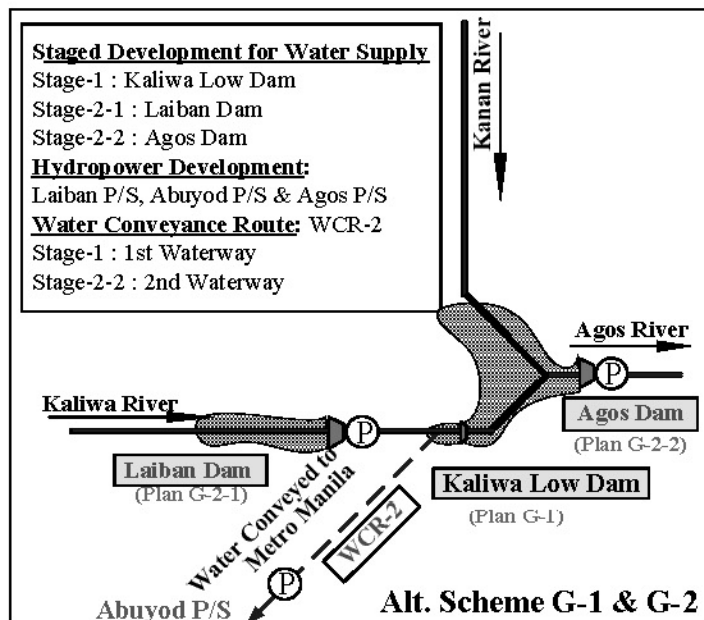 Staged Development for Water Supply
Stage-1 : Kaliwa Low Dam
Stage-2-1 : Laiban Dam
Stage-2-2 : Agos Dam
Hydropower Development:
Laiban P/S, Abuyod P/S & Agos P/S
Water Conveyance Route: WCR-2
Stage-1 : 1st Waterway
Stage-2-2 : 2nd Waterway
Kanan River
Agos River
P
Agos Dam
(Plan G-2-2)
Kaliwa River
P
Laiban Dam
(Plan G-2-1)
Kaliwa Low Dam
(Plan G-1)
Water Conveyed to
Metro Manila
WCR-2
P
Abuyod P/S
Alt. Scheme G-1 & G-2